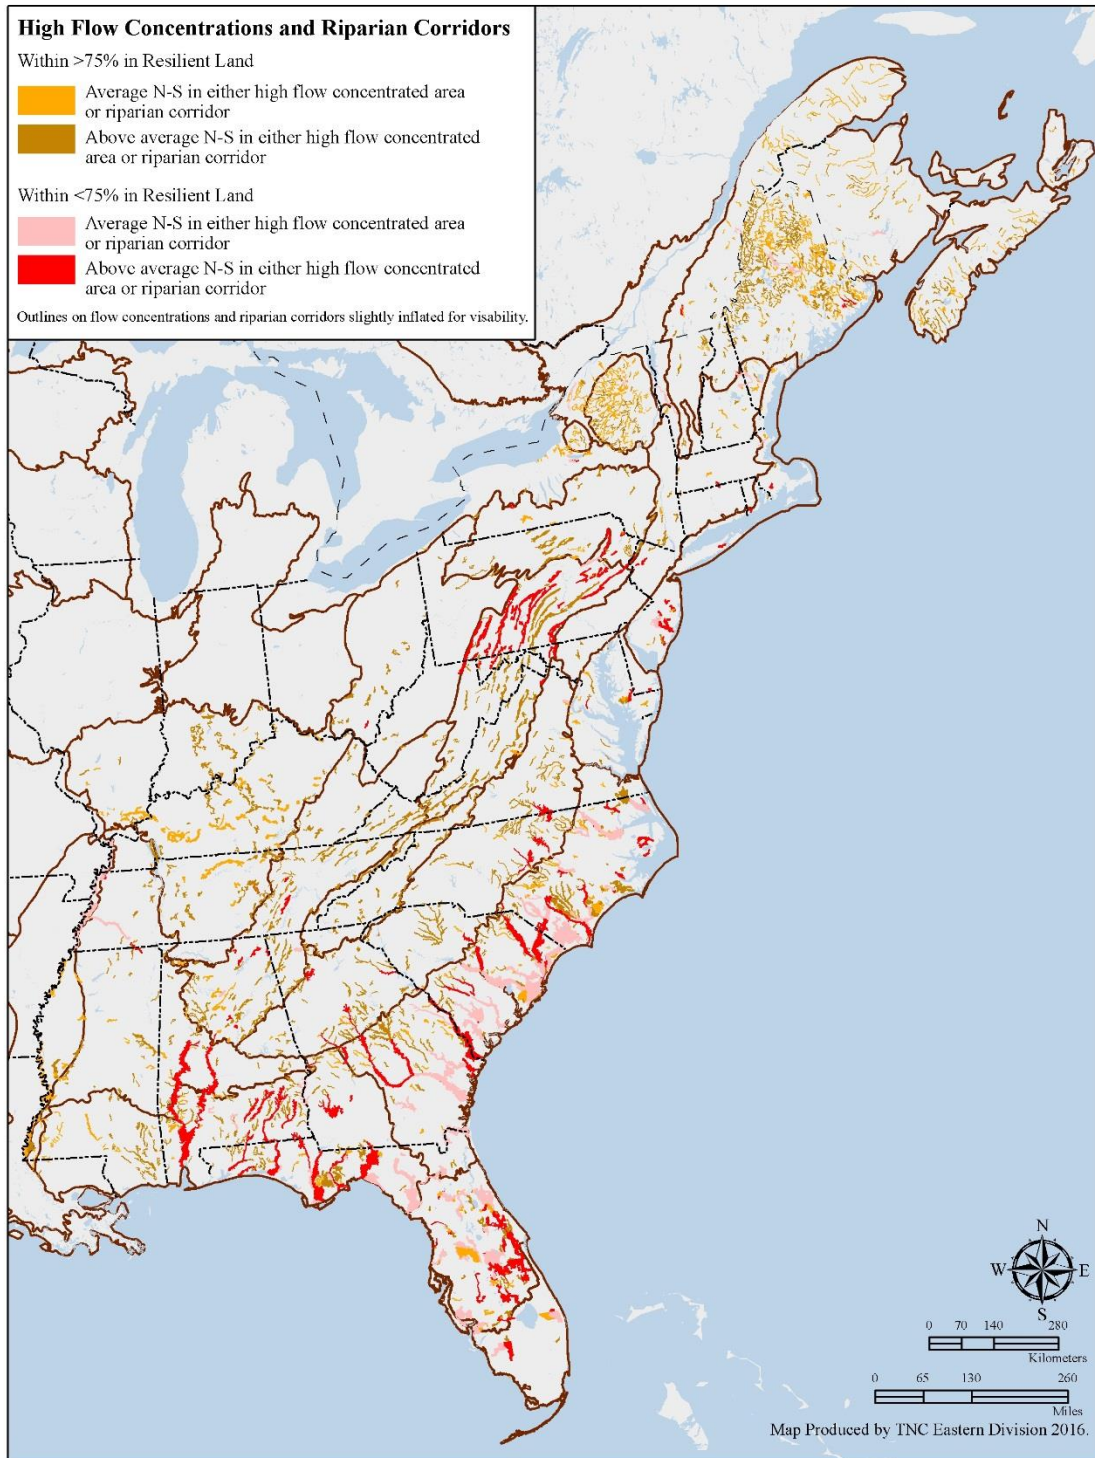 High Flow Concentrations and Riparian Corridors
Within >75% in Resilient Land
Average N-S in either high flow concentrated area
or riparian corridor
Above average N-S in either high flow concentrated
area or riparian corridor
Within <75% in Resilient Land
Average N-S in either high flow concentrated area
or riparian corridor
Above average N-S in either high flow concentrated
area or riparian corridor
Outlines on flow concentrations and riparian corridors slightly inflated for visability.
N
W E
S
0 70 140 280
Kilometers
0 65 130 260
Miles
Map Produced by TNC Eastern Division 2016.